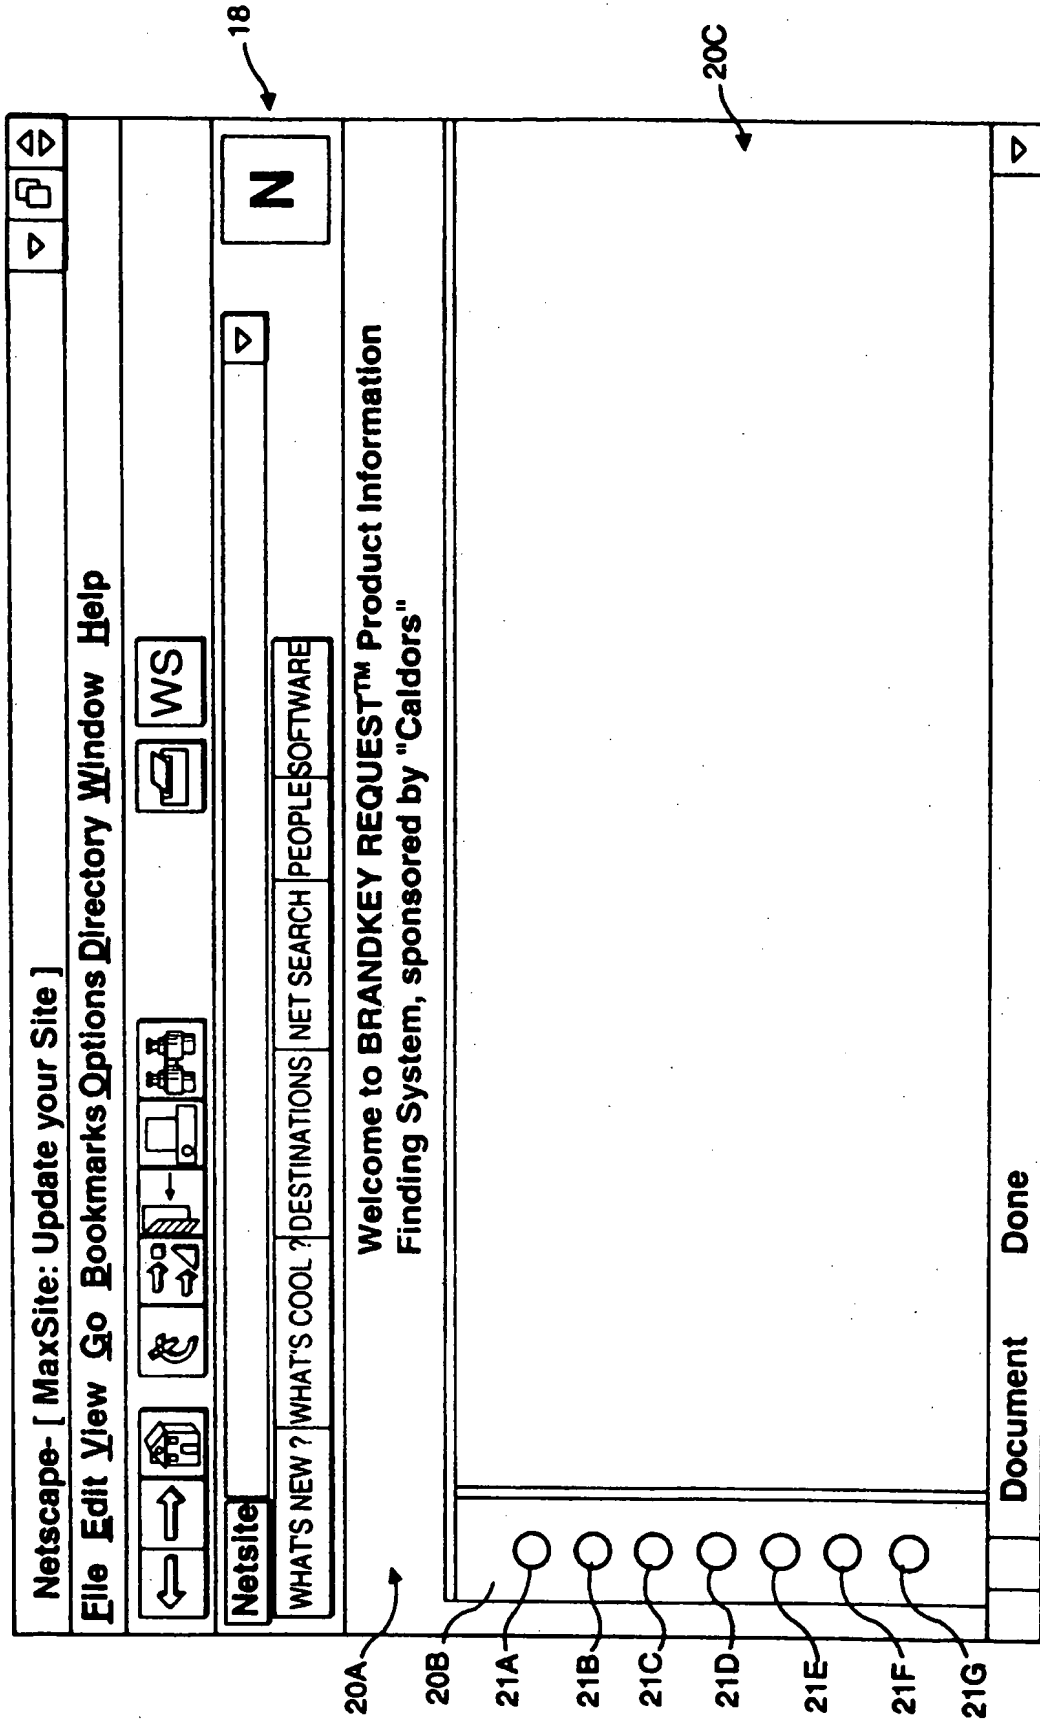 Netscape- [ MaxSite: Update your Site ]
File Edit View Go Bookmarks Options Directory Window Help
WS
Netsite
N
18
WHAT'S NEW ? WHAT'S COOL ? DESTINATIONS NET SEARCH PEOPLE SOFTWARE
Welcome to BRANDKEY REQUEST™ Product Information
Finding System, sponsored by "Caldors"
20A
20B
21A
21B
21C
21D
21E
21F
21G
20C
Document Done